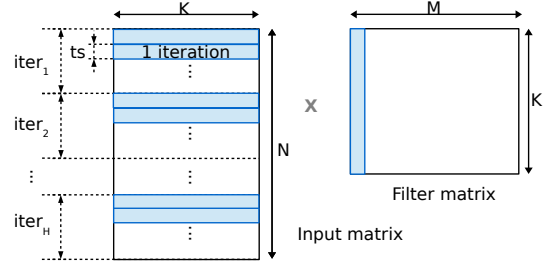 K
M
ts
1 iteration
iter1
⋮
x
K
iter2
N
⋮
⋮
⋮
Filter matrix
iterH
⋮
Input matrix